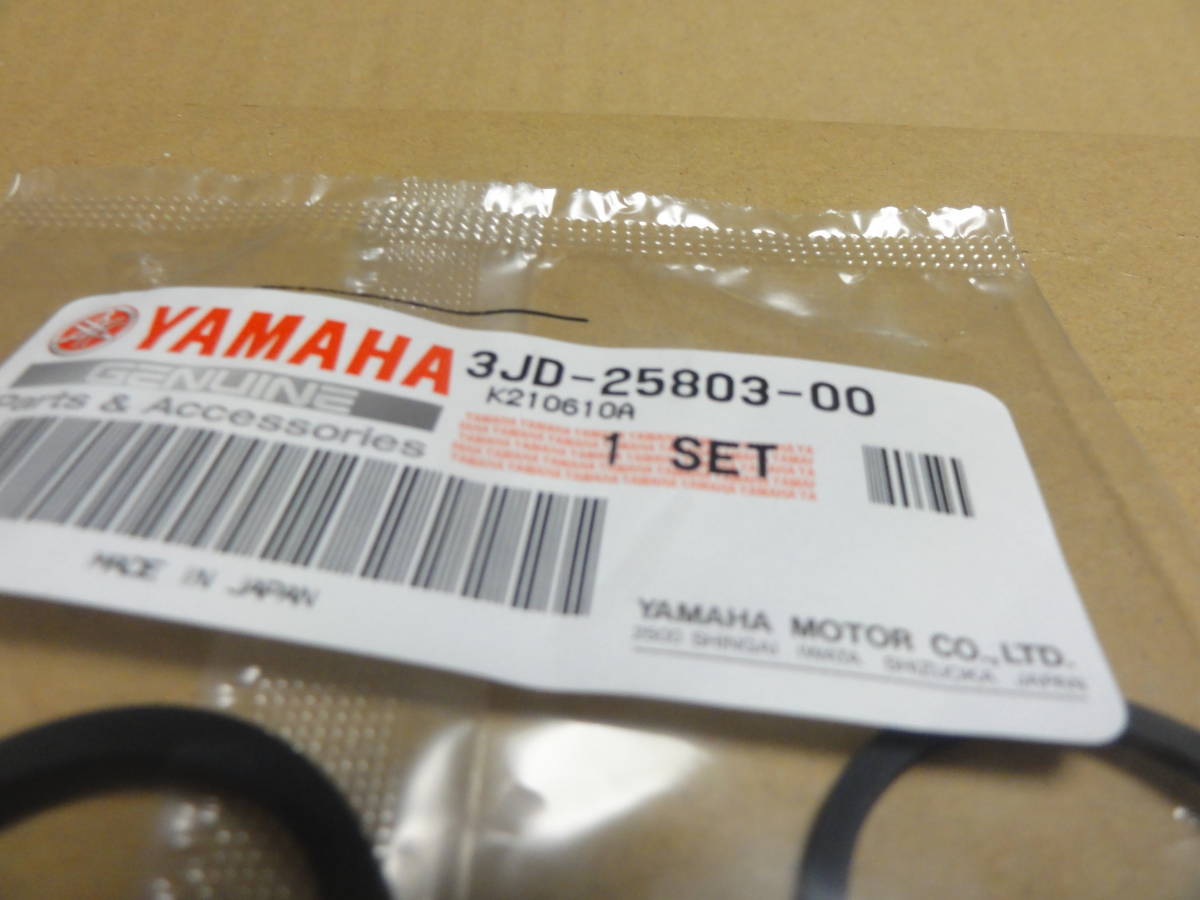 YAMAHA
GENUINE
Parts & Accessories
3JD-25803-00
K210610A
1 SET
MADE IN JAPAN
YAMAHA MOTOR CO.,LTD.
2500 SHINGAI IWATA SHIZUOKA JAPAN